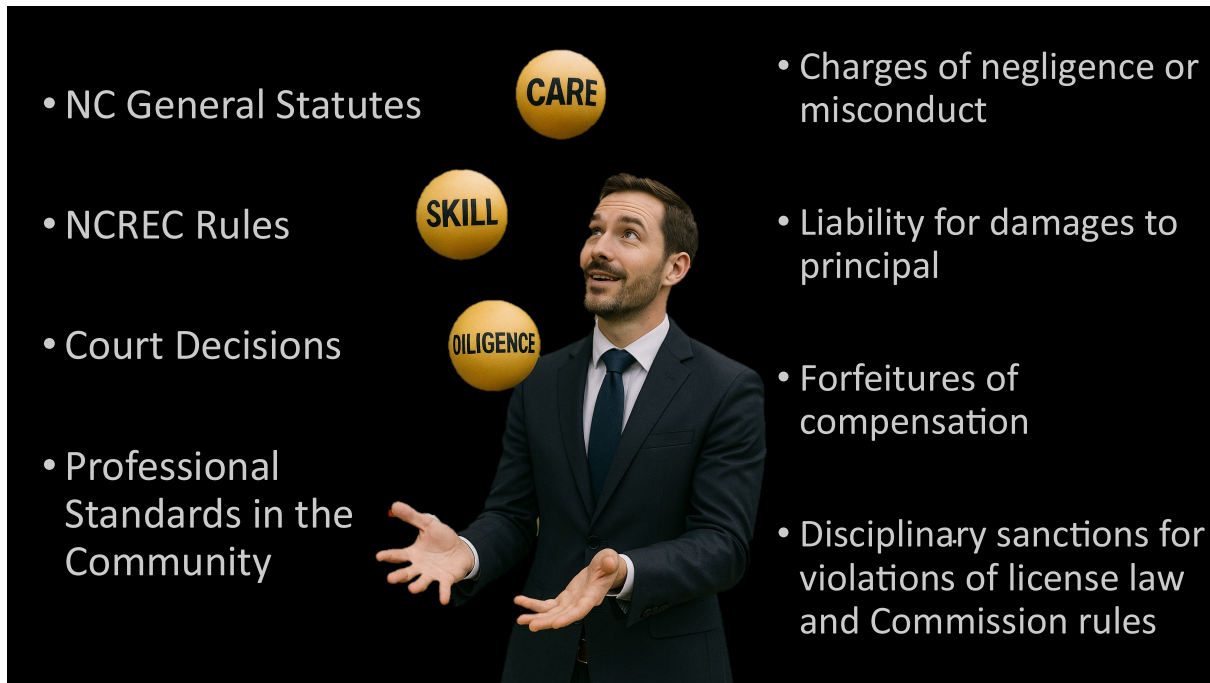 • NC General Statutes
• NCREC Rules
• Court Decisions
• Professional
Standards in the
Community
CARE
SKILL
DILIGENCE
• Charges of negligence or
misconduct
• Liability for damages to
principal
• Forfeitures of
compensation
• Disciplinary sanctions for
violations of license law
and Commission rules